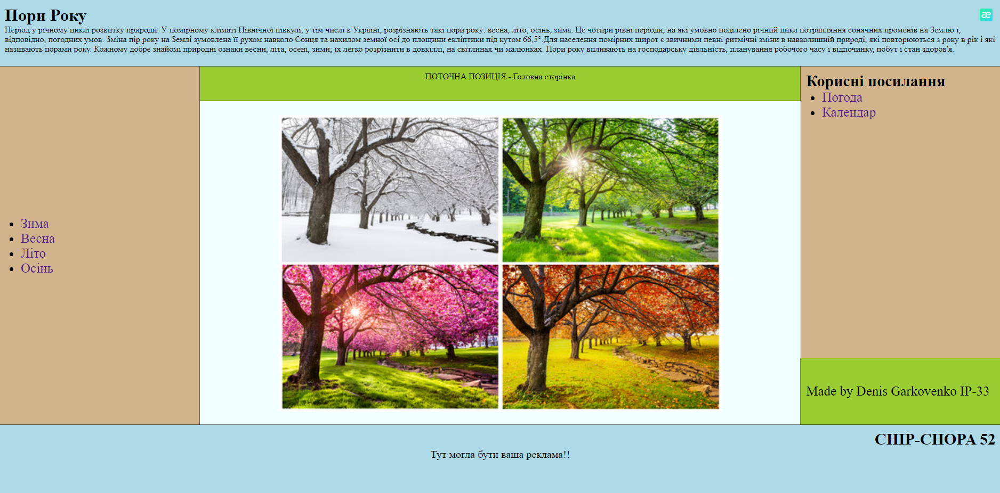 Пори Року
æ
Період у річному циклі розвитку природи. У помірному кліматі Північної півкулі, у тім числі в Україні, розрізняють такі пори року: весна, літо, осінь, зима. Це чотири рівні періоди, на які умовно поділено річний цикл потрапляння сонячних променів на Землю і,
відповідно, погодних умов. Зміна пір року на Землі зумовлена її рухом навколо Сонця та нахилом земної осі до площини екліптики під кутом 66,5°.Для населення помірних широт є звичними певні ритмічні зміни в навколишній природі, які повторюються з року в рік і які
називають порами року. Кожному добре знайомі природні ознаки весни, літа, осені, зими; їх легко розрізнити в довкіллі, на світлинах чи малюнках. Пори року впливають на господарську діяльність, планування робочого часу і відпочинку, побут і стан здоров'я.
ПОТОЧНА ПОЗИЦІЯ - Головна сторінка
Зима
Весна
Літо
Осінь
Корисні посилання
Погода
Календар
Made by Denis Garkovenko IP-33
CHIP-CHOPA 52
Тут могла бути ваша реклама!!